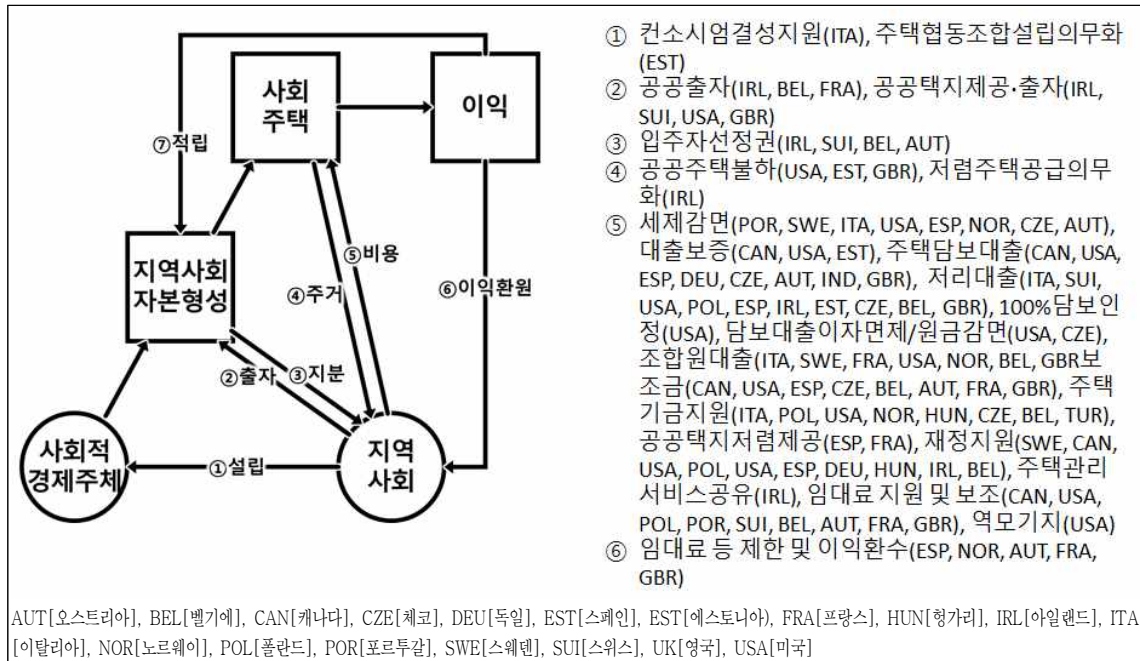 사회
주택
이익
⑦적립
지역사회
자본형성
⑤비용
④주거
⑥이익환원
②출자
③지분
사회적
경제주체
①설립
지역
사회
① 컨소시엄결성지원(ITA), 주택협동조합설립의무화
(EST)
② 공공출자(IRL, BEL, FRA), 공공택지제공·출자(IRL,
SUI, USA, GBR)
③ 입주자선정권(IRL, SUI, BEL, AUT)
④ 공공주택불하(USA, EST, GBR), 저렴주택공급의무
화(IRL)
⑤ 세제감면(POR, SWE, ITA, USA, ESP, NOR, CZE, AUT),
대출보증(CAN, USA, EST), 주택담보대출(CAN, USA,
ESP, DEU, CZE, AUT, IND, GBR), 저리대출(ITA, SUI,
USA, POL, ESP, IRL, EST, CZE, BEL, GBR), 100%담보인
정(USA), 담보대출이자면제/원금감면(USA, CZE),
조합원대출(ITA, SWE, FRA, USA, NOR, BEL, GBR보
조금(CAN, USA, ESP, CZE, BEL, AUT, FRA, GBR), 주택
기금지원(ITA, POL, USA, NOR, HUN, CZE, BEL, TUR),
공공택지저렴제공(ESP, FRA), 재정지원(SWE, CAN,
USA, POL, USA, ESP, DEU, HUN, IRL, BEL), 주택관리
서비스공유(IRL), 임대료 지원 및 보조(CAN, USA,
POL, POR, SUI, BEL, AUT, FRA, GBR), 역모기지(USA)
⑥ 임대료 등 제한 및 이익환수(ESP, NOR, AUT, FRA,
GBR)
AUT[오스트리아], BEL[벨기에], CAN[캐나다], CZE[체코], DEU[독일], EST[스페인], EST[에스토니아), FRA[프랑스], HUN[헝가리], IRL[아일랜드], ITA
[이탈리아], NOR[노르웨이], POL[폴란드], POR[포르투갈], SWE[스웨덴], SUI[스위스], UK[영국], USA[미국]